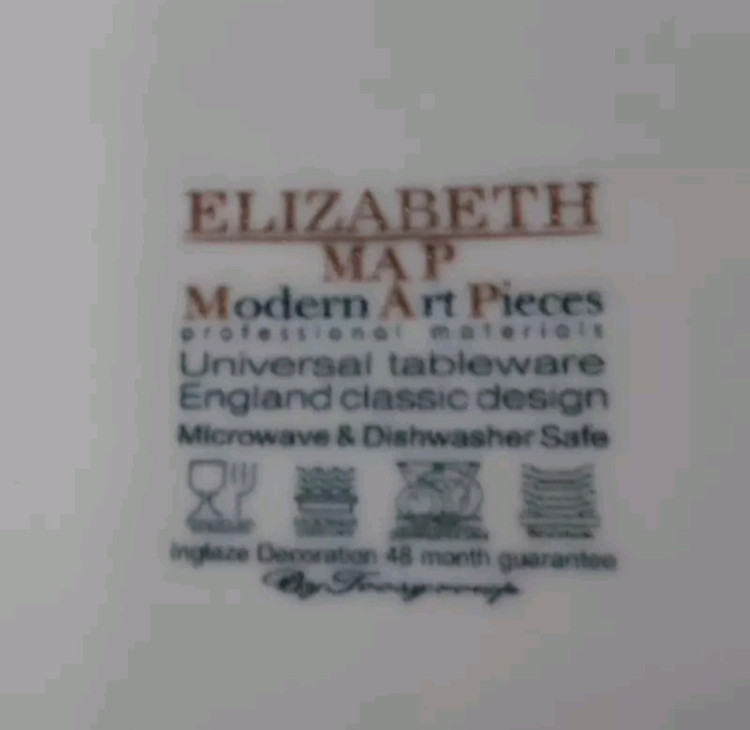 ELIZABETH
MAP
Modern Art Pieces
professional materials
Universal tableware
England classic design
Microwave & Dishwasher Safe
Inglaze Decoration 48 month guarantee
By